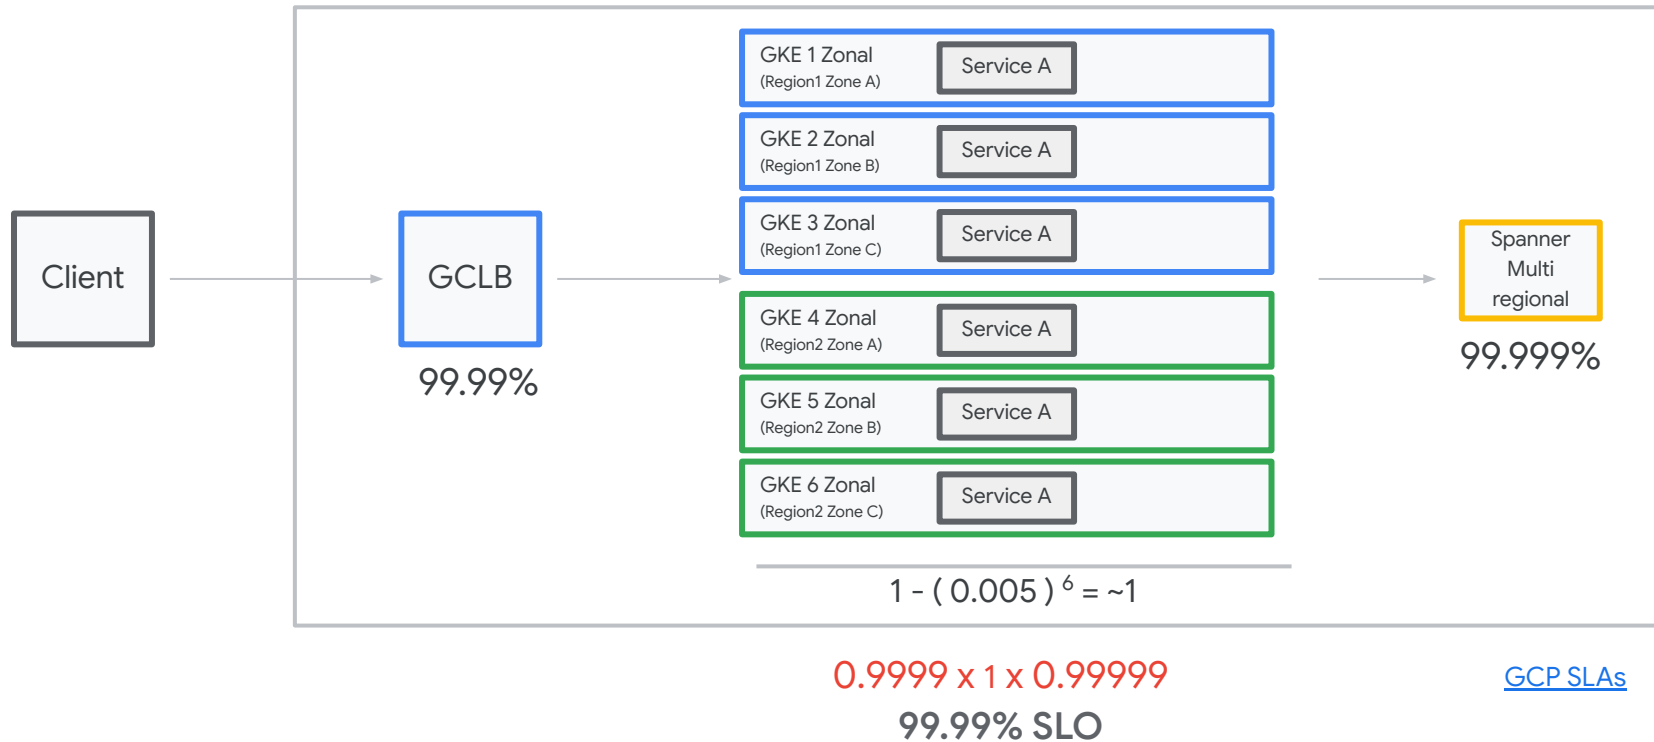 Client
GCLB
99.99%
GKE 1 Zonal
(Region1 Zone A)
Service A
GKE 2 Zonal
(Region1 Zone B)
Service A
GKE 3 Zonal
(Region1 Zone C)
Service A
GKE 4 Zonal
(Region2 Zone A)
Service A
GKE 5 Zonal
(Region2 Zone B)
Service A
GKE 6 Zonal
(Region2 Zone C)
Service A
1 - ( 0.005 ) ⁶ = ~1
Spanner
Multi
regional
99.999%
0.9999 x 1 x 0.99999
99.99% SLO
GCP SLAs